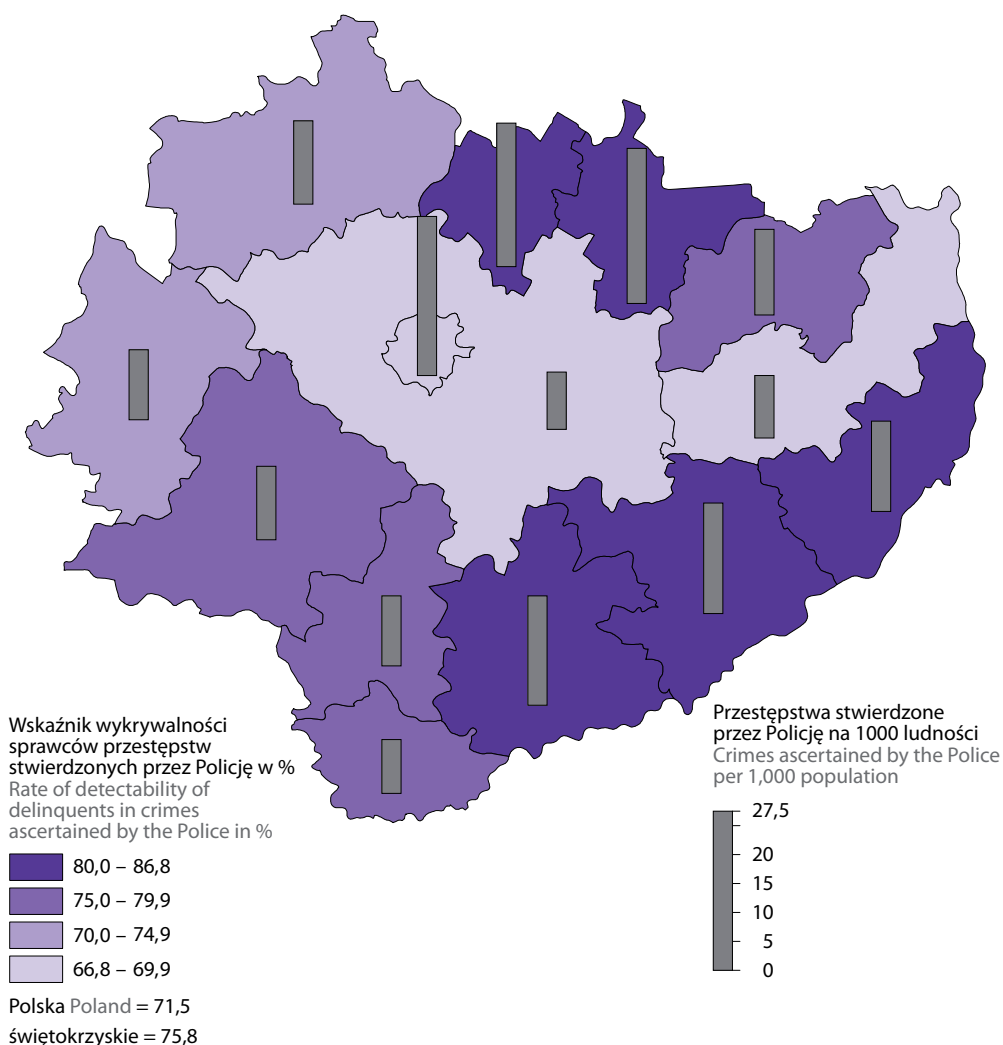 Wskaźnik wykrywalności
sprawców przestępstw
stwierdzonych przez Policję w %
Rate of detectability of
delinquents in crimes
ascertained by the Police in %
80,0 – 86,8
75,0 – 79,9
70,0 – 74,9
66,8 – 69,9
Polska Poland = 71,5
świętokrzyskie = 75,8
Przestępstwa stwierdzone
przez Policję na 1000 ludności
Crimes ascertained by the Police
per 1,000 population
27,5
20
15
10
5
0